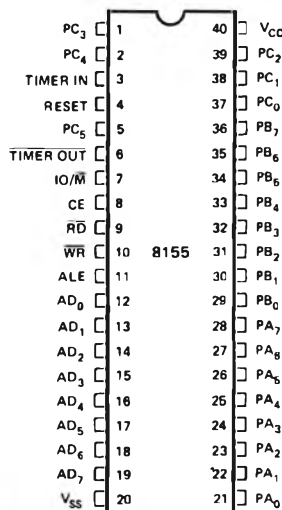 PC₃ 1 40 V_CC
PC₄ 2 39 PC₂
TIMER IN 3 38 PC₁
RESET 4 37 PC₀
PC₅ 5 36 PB₇
TIMER OUT 6 35 PB₆
IO/M 7 34 PB₅
CE 8 33 PB₄
RD 9 32 PB₃
WR 10 8155 31 PB₂
ALE 11 30 PB₁
AD₀ 12 29 PB₀
AD₁ 13 28 PA₇
AD₂ 14 27 PA₆
AD₃ 15 26 PA₅
AD₄ 16 25 PA₄
AD₅ 17 24 PA₃
AD₆ 18 23 PA₂
AD₇ 19 22 PA₁
V_SS 20 21 PA₀